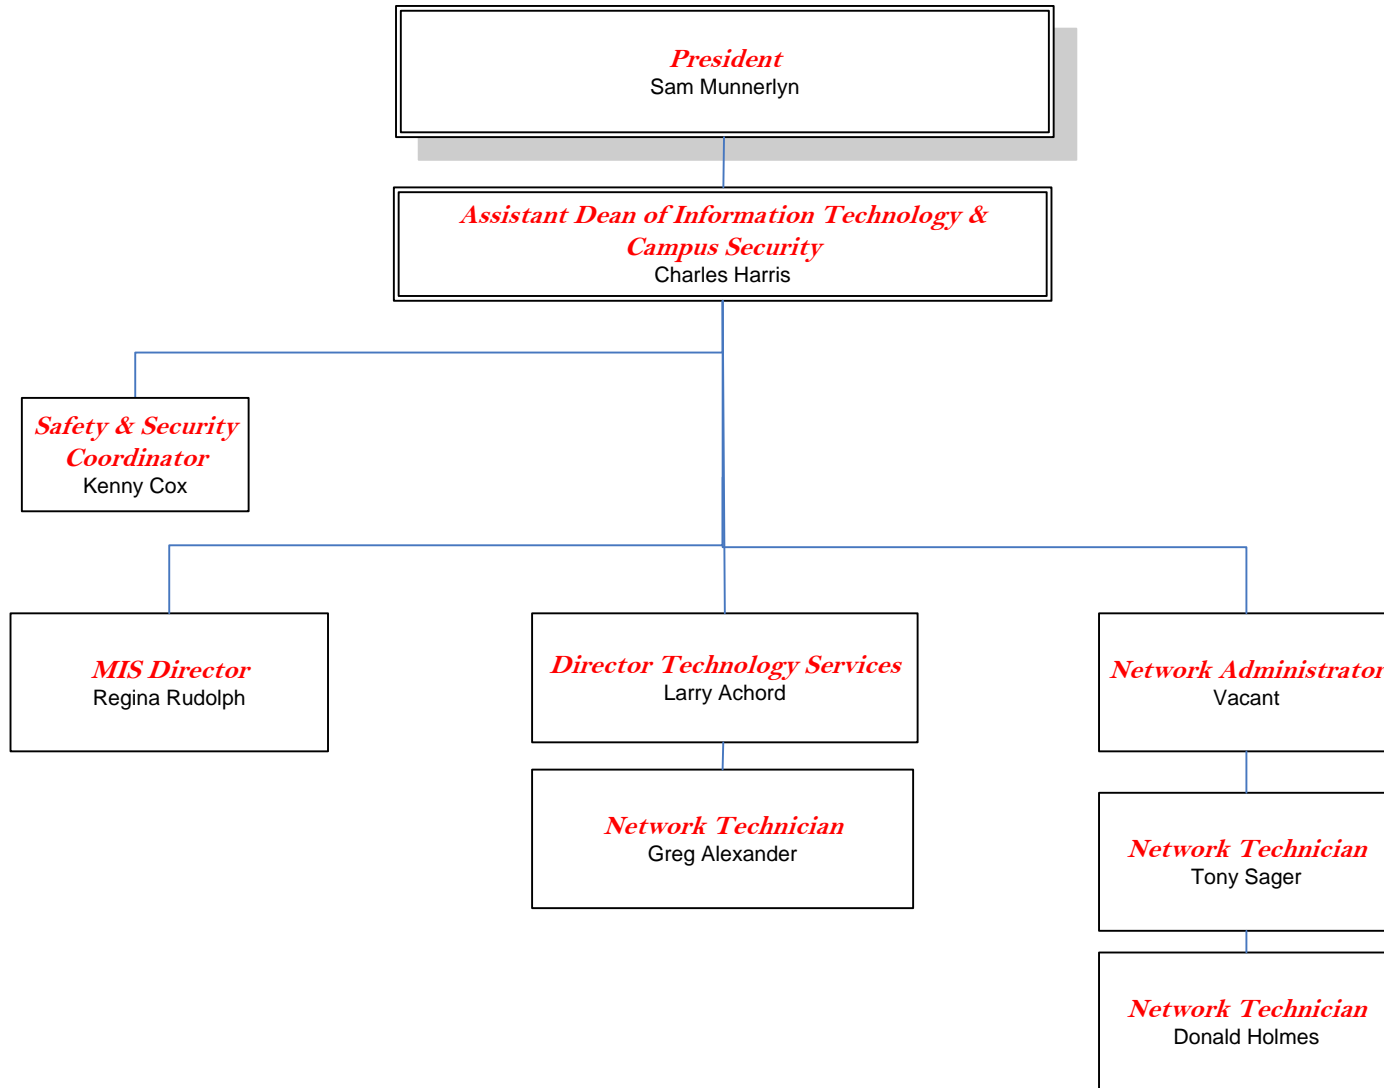 President
Sam Munnerlyn
Assistant Dean of Information Technology &
Campus Security
Charles Harris
Safety & Security
Coordinator
Kenny Cox
MIS Director
Regina Rudolph
Director Technology Services
Larry Achord
Network Administrator
Vacant
Network Technician
Greg Alexander
Network Technician
Tony Sager
Network Technician
Donald Holmes